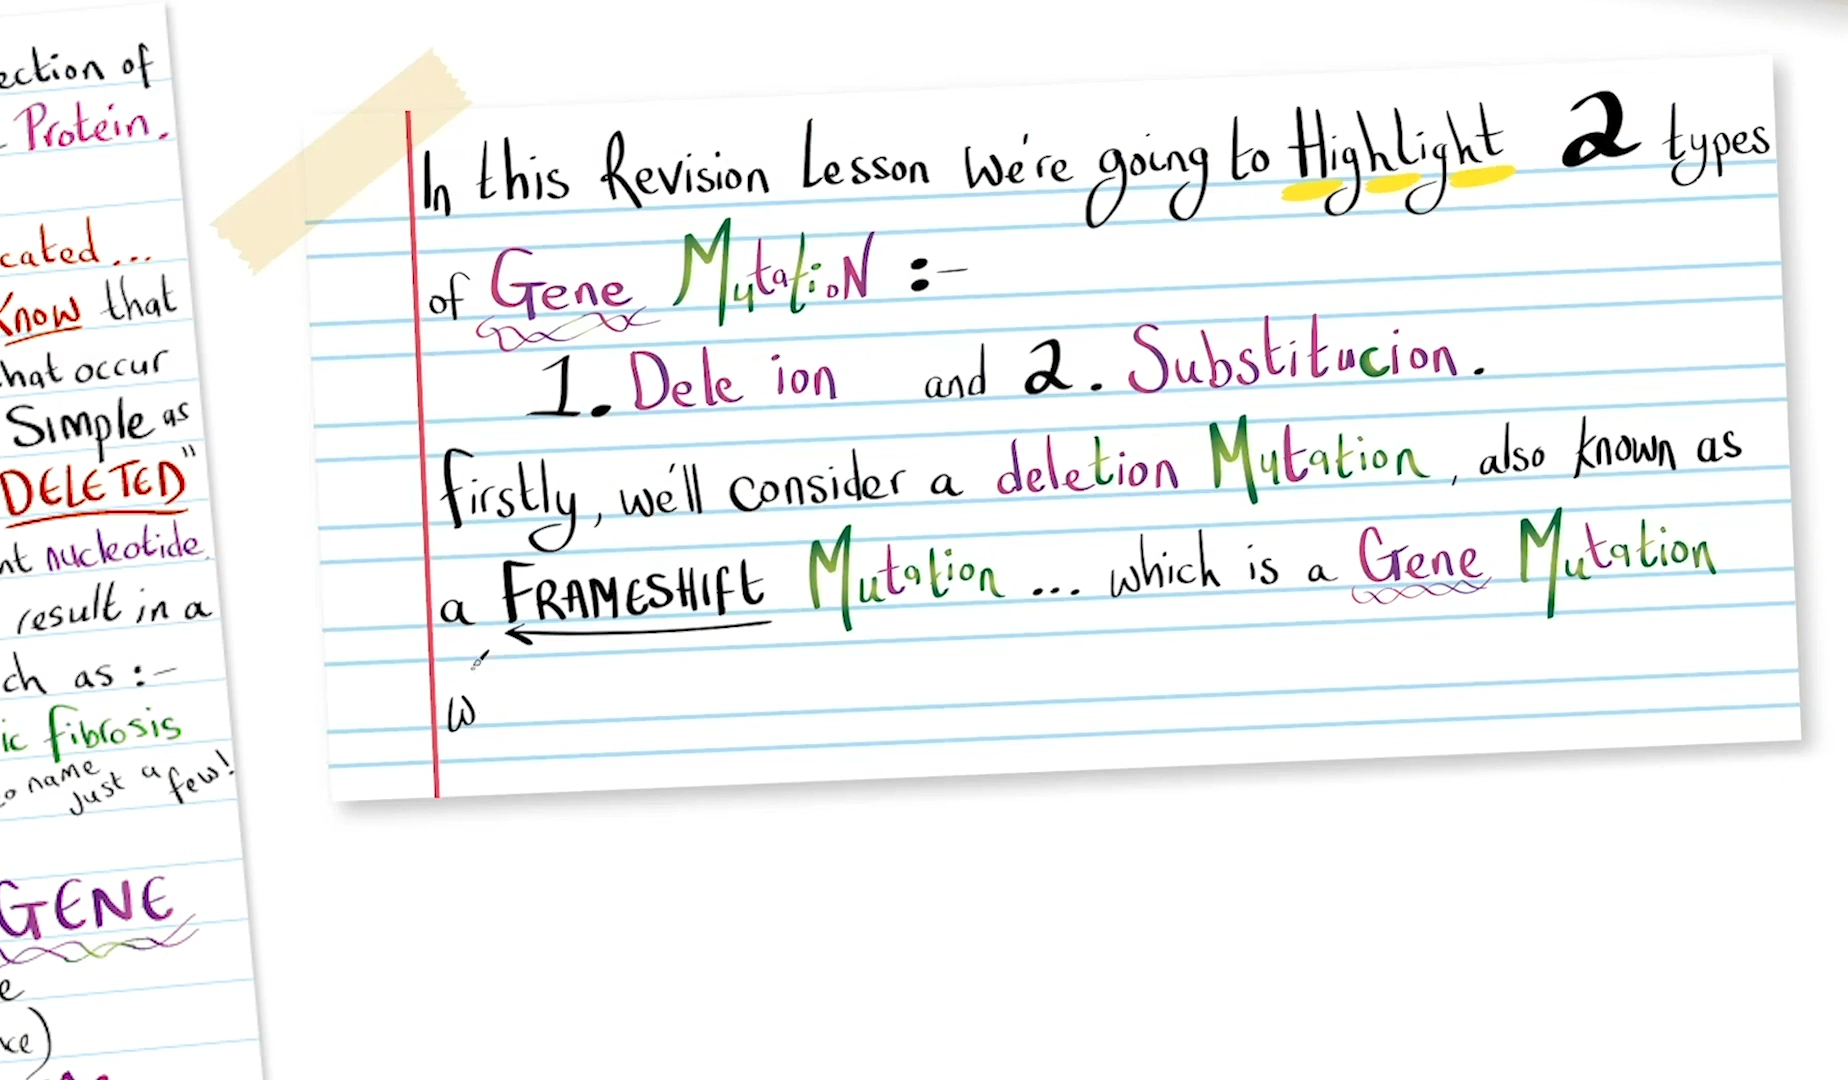 ection of
Protein.
cated...
Know that
hat occur
Simple as
DELETED"
nt nucleotide
result in a
ch as :-
ic fibrosis
to name
just a few!
GENE
e
ke)
In this Revision Lesson We're going to Highlight 2 types
of Gene MutatioN :-
1. Dele ion and 2. Substitucion.
firstly, we'll consider a deletion Mutation, also known as
a FRAMESHIFT Mutation ... which is a Gene Mutation
w